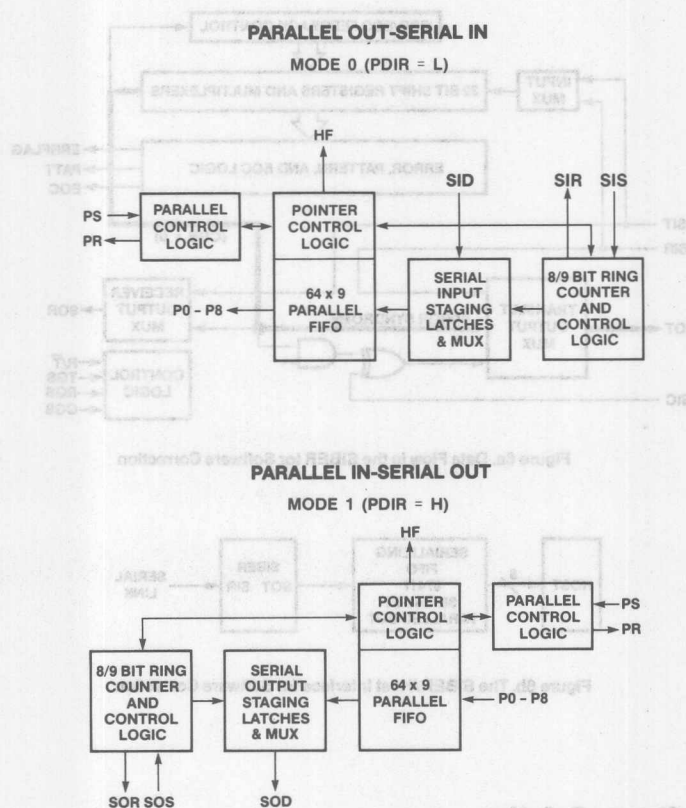 PARALLEL OUT-SERIAL IN
MODE 0 (PDIR = L)
HF
SID
SIR
SIS
PS
PR
PARALLEL
CONTROL
LOGIC
POINTER
CONTROL
LOGIC
64 x 9
PARALLEL
FIFO
P0 – P8
SERIAL
INPUT
STAGING
LATCHES
& MUX
8/9 BIT RING
COUNTER
AND
CONTROL
LOGIC
PARALLEL IN-SERIAL OUT
MODE 1 (PDIR = H)
HF
POINTER
CONTROL
LOGIC
PARALLEL
CONTROL
LOGIC
PS
PR
8/9 BIT RING
COUNTER
AND
CONTROL
LOGIC
SERIAL
OUTPUT
STAGING
LATCHES
& MUX
64 x 9
PARALLEL
FIFO
P0 – P8
SOR
SOS
SOD